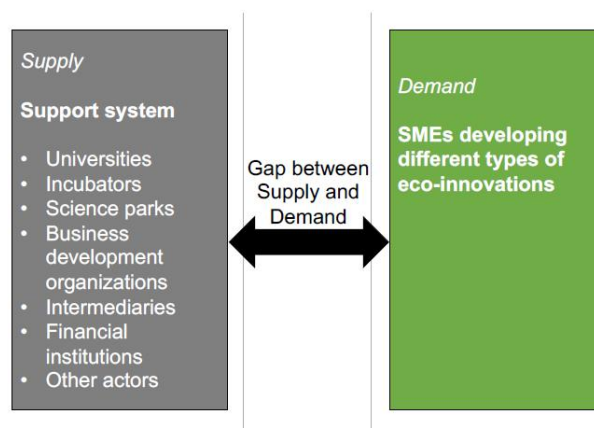 Supply
Support system
• Universities
• Incubators
• Science parks
• Business
development
organizations
• Intermediaries
• Financial
institutions
• Other actors
Gap between
Supply and
Demand
Demand
SMEs developing
different types of
eco-innovations